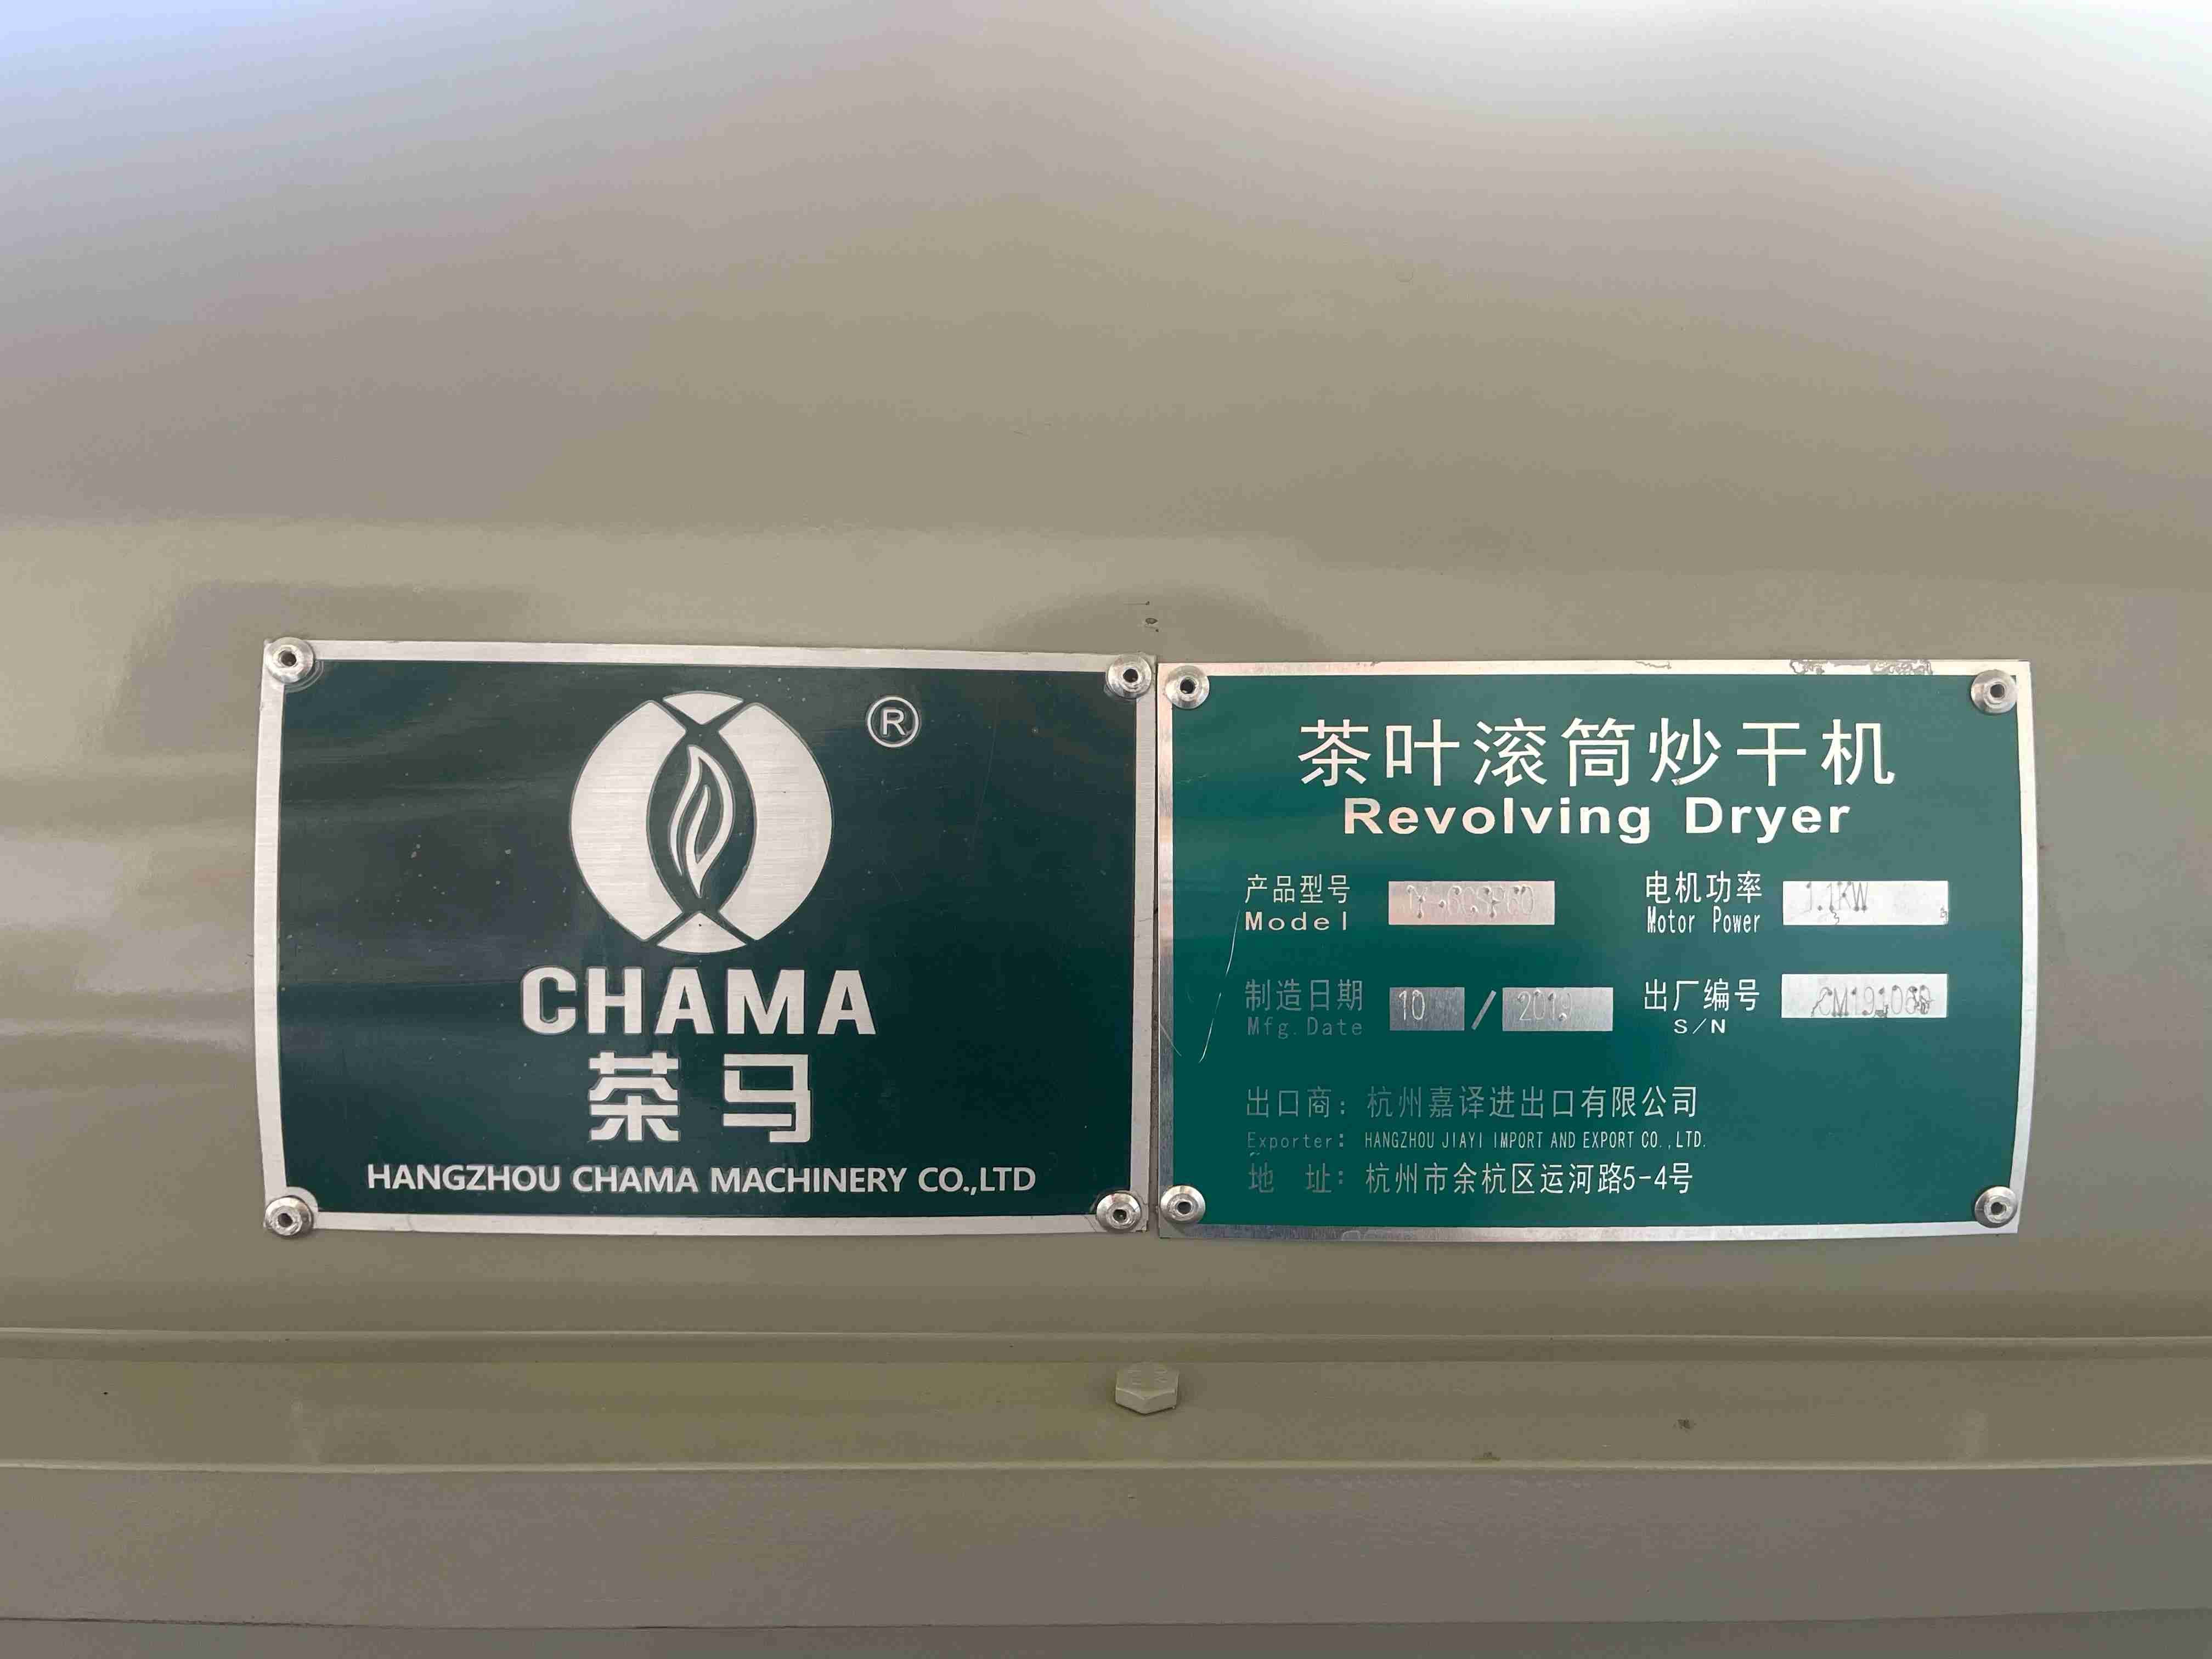 ®
CHAMA
茶马
HANGZHOU CHAMA MACHINERY CO.,LTD
茶叶滚筒炒干机
Revolving Dryer
产品型号
Model
电机功率 1.1KW
Motor Power
制造日期 10 / 2019
Mfg.Date
出厂编号
S/N
出口商：杭州嘉译进出口有限公司
Exporter: HANGZHOU JIAYI IMPORT AND EXPORT CO.,LTD.
地 址：杭州市余杭区运河路5-4号